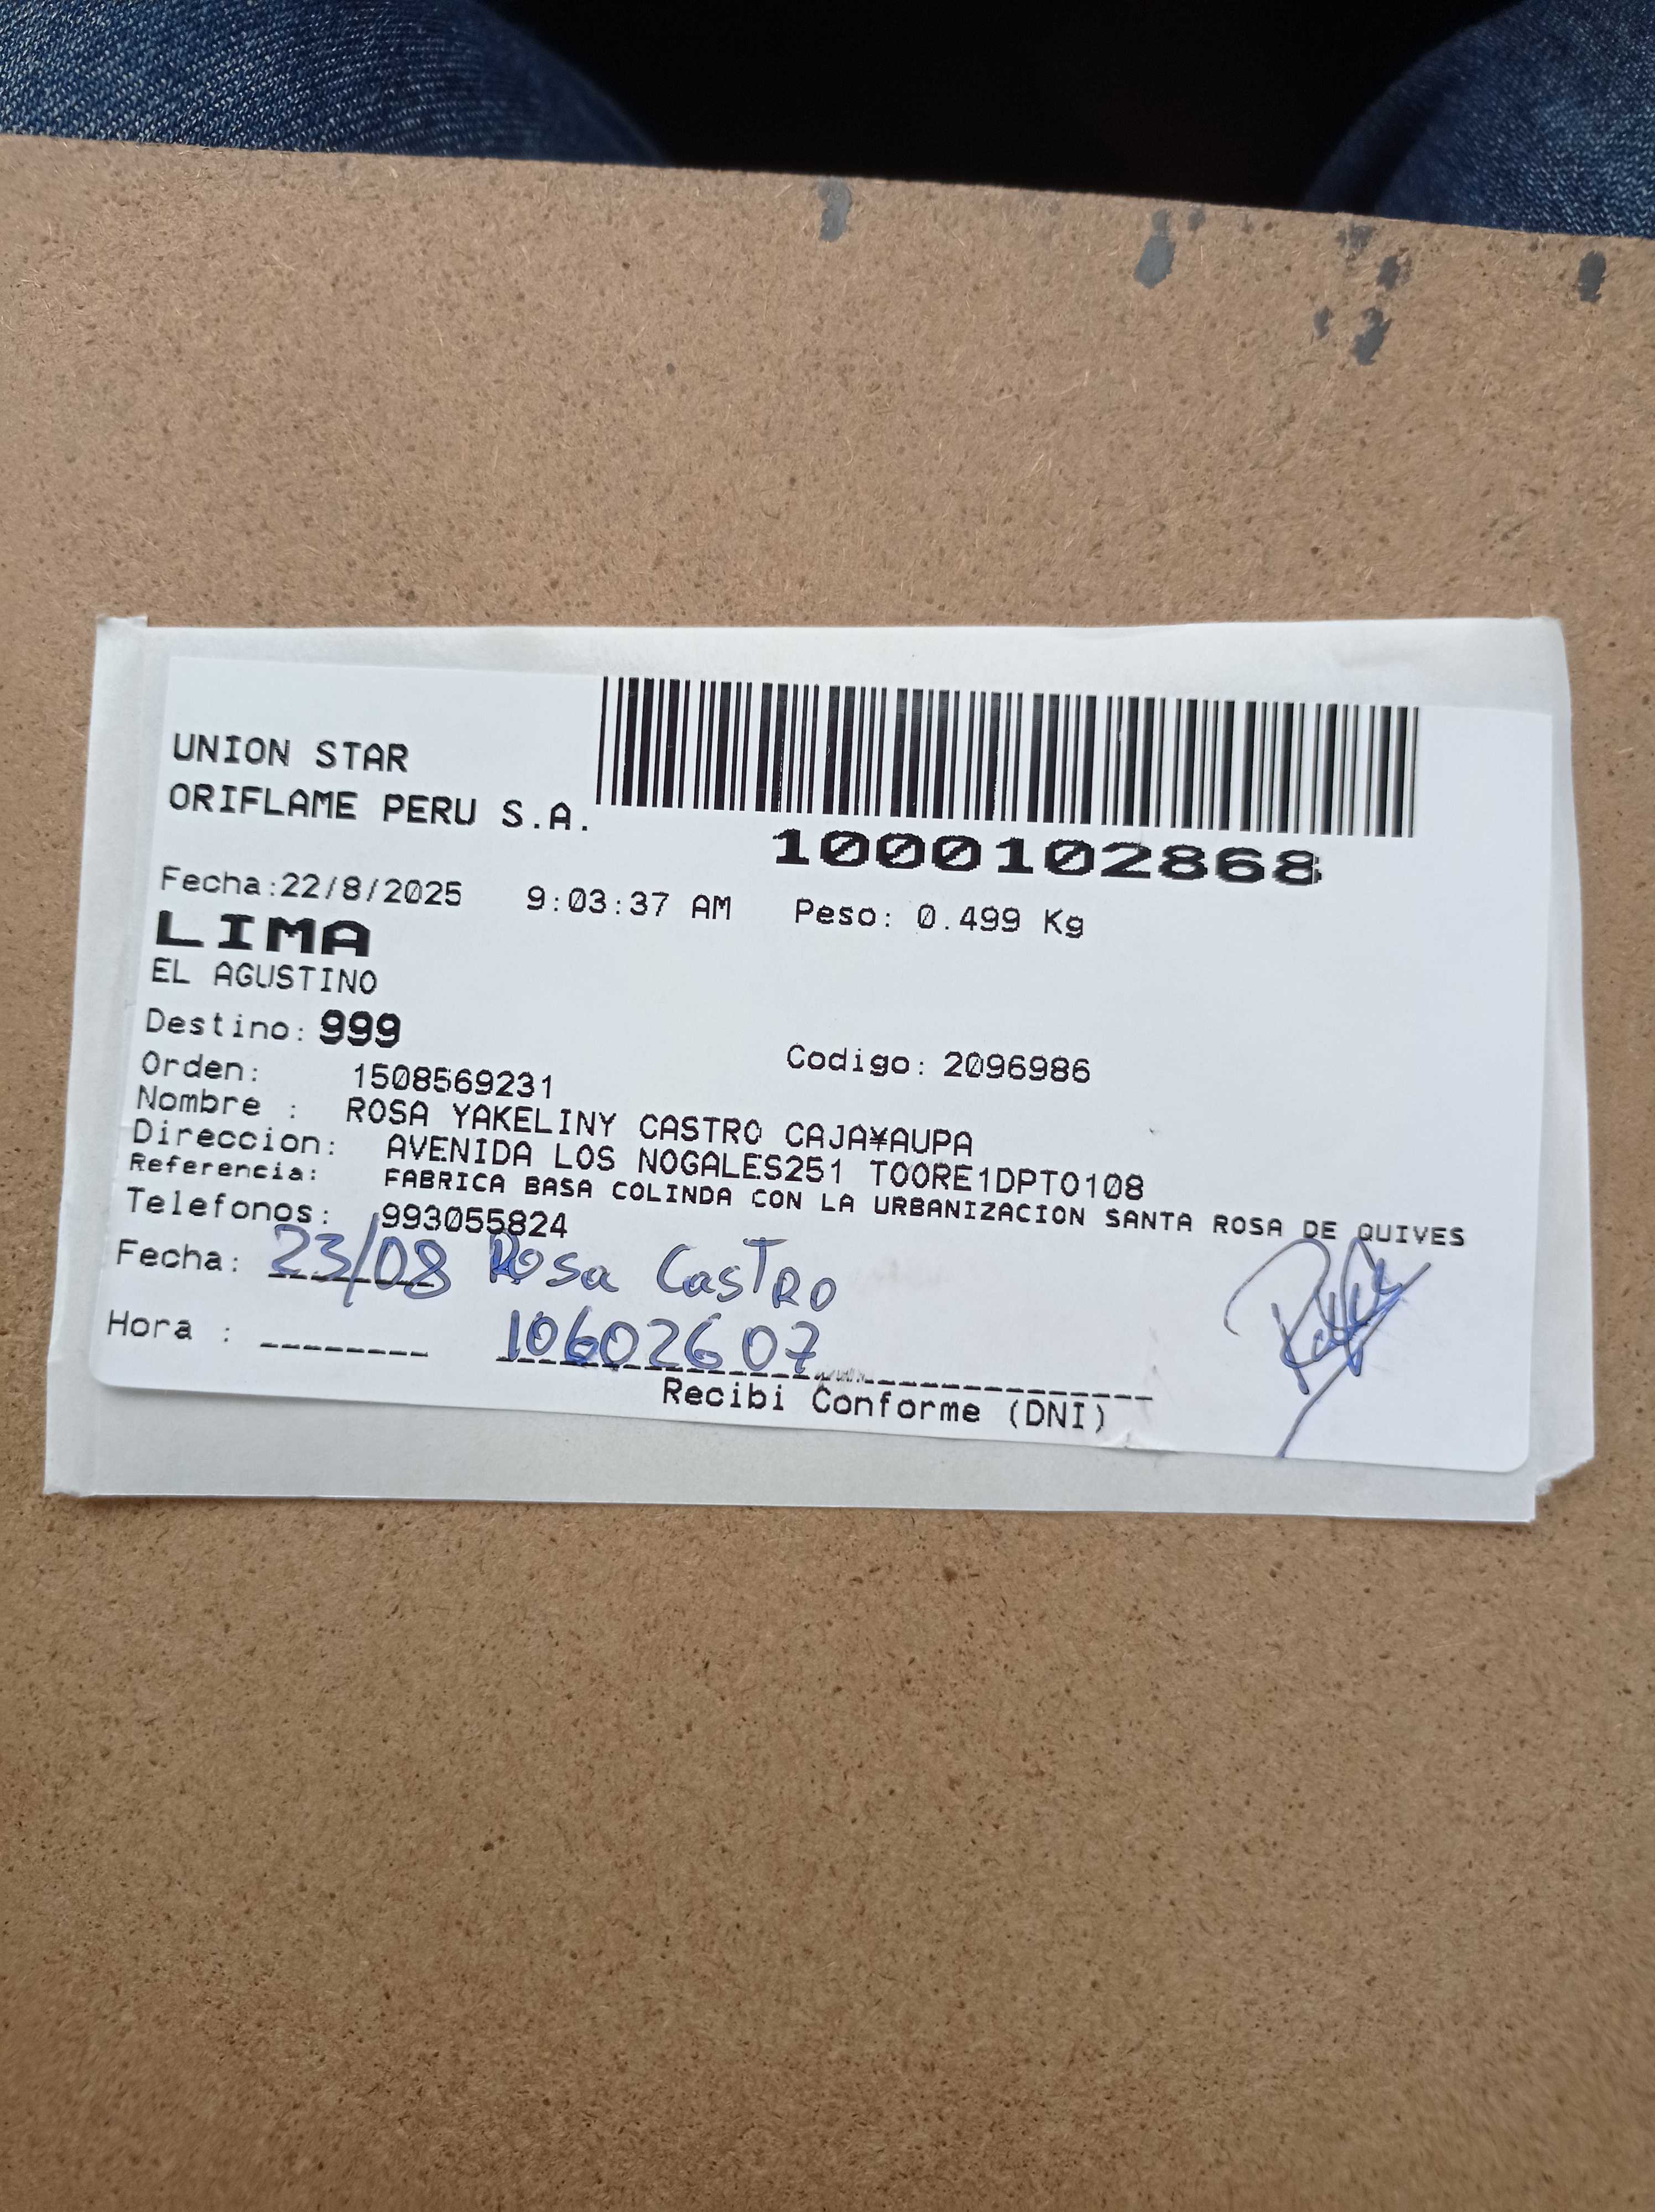 UNION STAR
ORIFLAME PERU S.A.
1000102868
Fecha:22/8/2025 9:03:37 AM Peso: 0.499 Kg
LIMA
EL AGUSTINO
Destino: 999
Codigo: 2096986
Orden: 1508569231
Nombre : ROSA YAKELINY CASTRO CAJA¥AUPA
Direccion: AVENIDA LOS NOGALES251 TOORE1DPTO108
Referencia: FABRICA BASA COLINDA CON LA URBANIZACION SANTA ROSA DE QUIVES
Telefonos: 993055824
Fecha: 23/08 Rosa CasTRO
Hora : 10602607
Recibi Conforme (DNI)